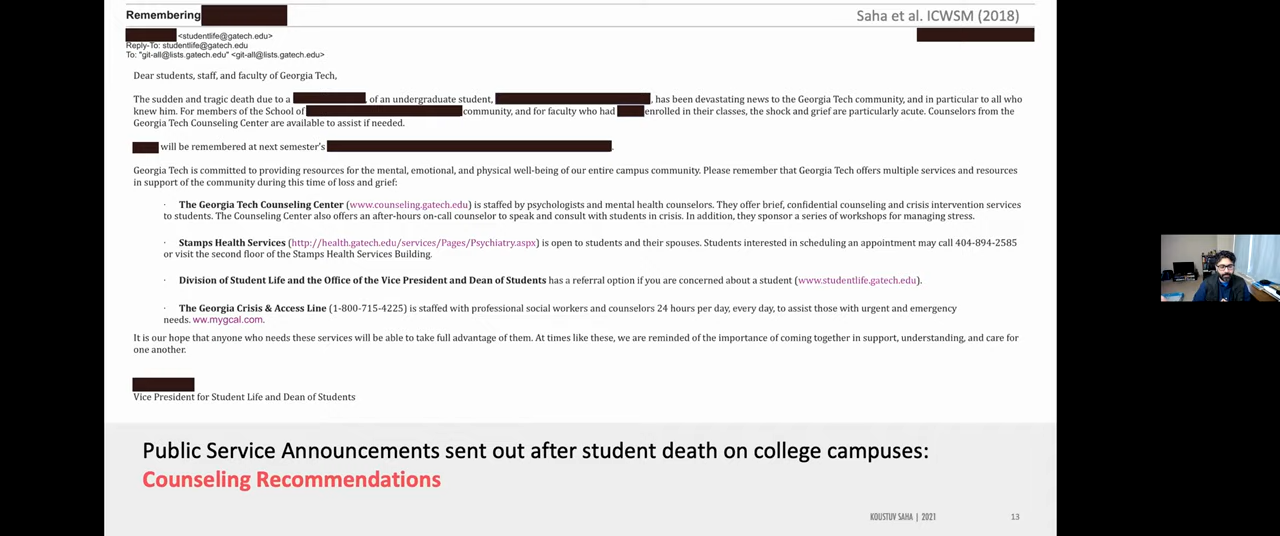 Remembering
Saha et al. ICWSM (2018)
<studentlife@gatech.edu>
Reply-To: studentlife@gatech.edu
To: "git-all@lists.gatech.edu" <git-all@lists.gatech.edu>
Dear students, staff, and faculty of Georgia Tech,
The sudden and tragic death due to a , of an undergraduate student, , has been devastating news to the Georgia Tech community, and in particular to all who
knew him. For members of the School of community, and for faculty who had enrolled in their classes, the shock and grief are particularly acute. Counselors from the
Georgia Tech Counseling Center are available to assist if needed.
will be remembered at next semester's .
Georgia Tech is committed to providing resources for the mental, emotional, and physical well-being of our entire campus community. Please remember that Georgia Tech offers multiple services and resources
in support of the community during this time of loss and grief:
· The Georgia Tech Counseling Center (www.counseling.gatech.edu) is staffed by psychologists and mental health counselors. They offer brief, confidential counseling and crisis intervention services
to students. The Counseling Center also offers an after-hours on-call counselor to speak and consult with students in crisis. In addition, they sponsor a series of workshops for managing stress.
· Stamps Health Services (http://health.gatech.edu/services/Pages/Psychiatry.aspx) is open to students and their spouses. Students interested in scheduling an appointment may call 404-894-2585
or visit the second floor of the Stamps Health Services Building.
· Division of Student Life and the Office of the Vice President and Dean of Students has a referral option if you are concerned about a student (www.studentlife.gatech.edu).
· The Georgia Crisis & Access Line (1-800-715-4225) is staffed with professional social workers and counselors 24 hours per day, every day, to assist those with urgent and emergency
needs. ww.mygcal.com.
It is our hope that anyone who needs these services will be able to take full advantage of them. At times like these, we are reminded of the importance of coming together in support, understanding, and care for
one another.
Vice President for Student Life and Dean of Students
Public Service Announcements sent out after student death on college campuses:
Counseling Recommendations
KOUSTUV SAHA | 2021
13